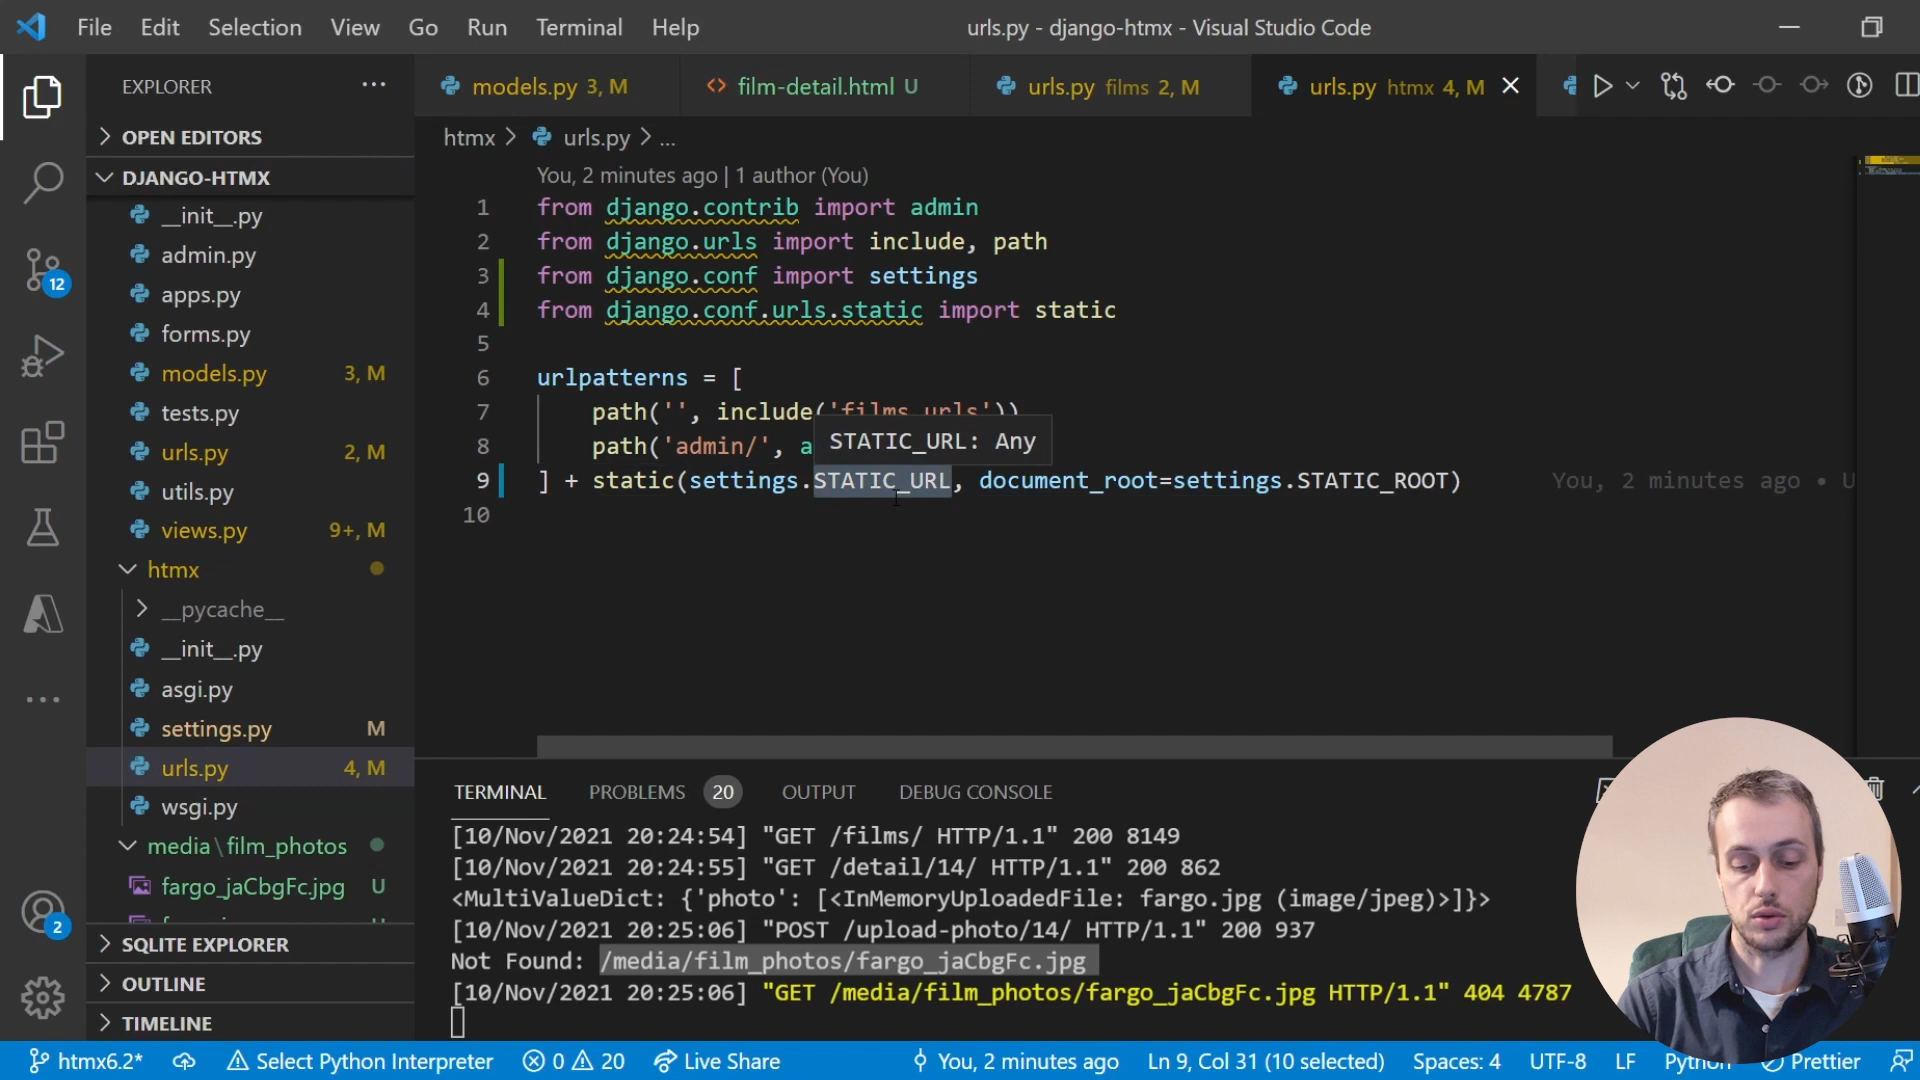 File Edit Selection View Go Run Terminal Help
urls.py - django-htmx - Visual Studio Code
EXPLORER
OPEN EDITORS
DJANGO-HTMX
__init__.py
admin.py
apps.py
forms.py
models.py 3, M
tests.py
urls.py 2, M
utils.py
views.py 9+, M
htmx
__pycache__
__init__.py
asgi.py
settings.py M
urls.py 4, M
wsgi.py
media\film_photos
fargo_jaCbgFc.jpg U
SQLITE EXPLORER
OUTLINE
TIMELINE
12
2
models.py 3, M
film-detail.html U
urls.py films 2, M
urls.py htmx 4, M
htmx > urls.py > ...
You, 2 minutes ago | 1 author (You)
1 from django.contrib import admin
2 from django.urls import include, path
3 from django.conf import settings
4 from django.conf.urls.static import static
5
6 urlpatterns = [
7 path('', include('films.urls'))
8 path('admin/', a
STATIC_URL: Any
9 ] + static(settings.STATIC_URL, document_root=settings.STATIC_ROOT) You, 2 minutes ago • U
10
TERMINAL PROBLEMS 20 OUTPUT DEBUG CONSOLE
[10/Nov/2021 20:24:54] "GET /films/ HTTP/1.1" 200 8149
[10/Nov/2021 20:24:55] "GET /detail/14/ HTTP/1.1" 200 862
<MultiValueDict: {'photo': [<InMemoryUploadedFile: fargo.jpg (image/jpeg)>]}>
[10/Nov/2021 20:25:06] "POST /upload-photo/14/ HTTP/1.1" 200 937
Not Found: /media/film_photos/fargo_jaCbgFc.jpg
[10/Nov/2021 20:25:06] "GET /media/film_photos/fargo_jaCbgFc.jpg HTTP/1.1" 404 4787
htmx6.2* Select Python Interpreter 0 20 Live Share You, 2 minutes ago Ln 9, Col 31 (10 selected) Spaces: 4 UTF-8 LF Python Prettier